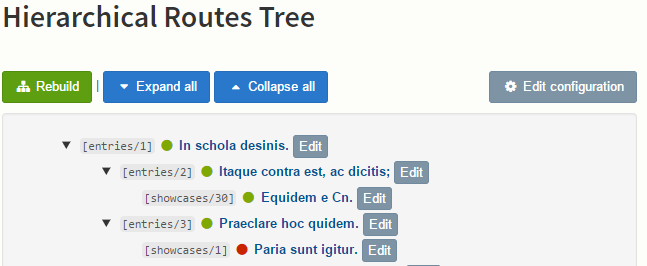 Hierarchical Routes Tree
Rebuild | Expand all Collapse all Edit configuration
[entries/1] In schola desinis. Edit
[entries/2] Itaque contra est, ac dicitis; Edit
[showcases/30] Equidem e Cn. Edit
[entries/3] Praeclare hoc quidem. Edit
[showcases/1] Paria sunt igitur. Edit